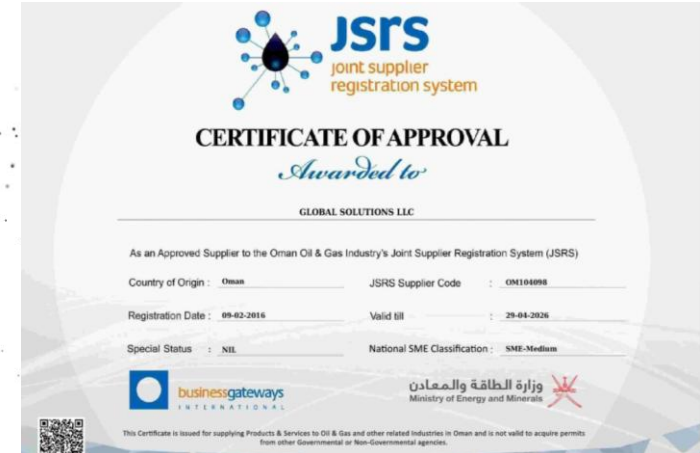 JSrS
joint supplier
registration system
CERTIFICATE OF APPROVAL
Awarded to
GLOBAL SOLUTIONS LLC
As an Approved Supplier to the Oman Oil & Gas Industry's Joint Supplier Registration System (JSRS)
Country of Origin : Oman JSRS Supplier Code : OM104098
Registration Date : 09-02-2016 Valid till : 29-04-2026
Special Status : NIL National SME Classification : SME-Medium
businessgateways
INTERNATIONAL
وزارة الطاقة والمعادن
Ministry of Energy and Minerals
This Certificate is issued for supplying Products & Services to Oil & Gas and other related Industries in Oman and is not valid to acquire permits
from other Governmental or Non-Governmental agencies.